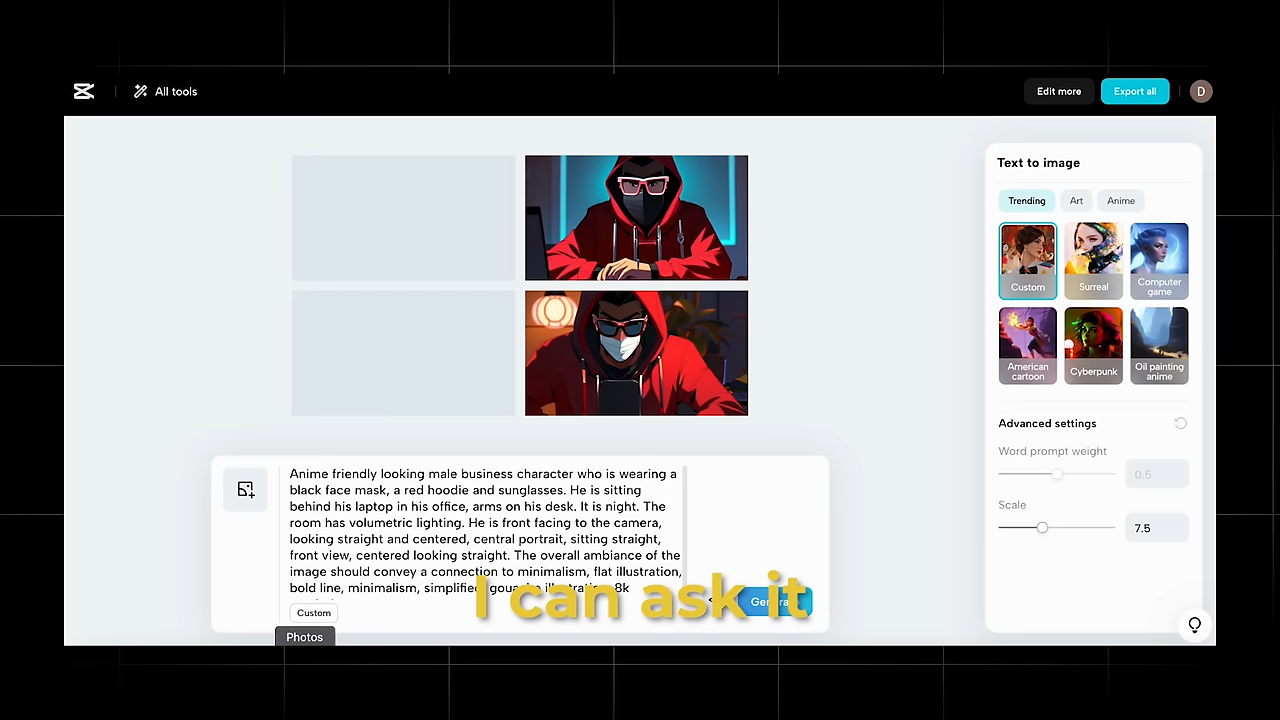 All tools
Edit more
Export all
D
Text to image
Trending
Art
Anime
Custom
Surreal
Computer
game
American
cartoon
Cyberpunk
Oil painting
anime
Advanced settings
Word prompt weight
0.5
Scale
7.5
Anime friendly looking male business character who is wearing a
black face mask, a red hoodie and sunglasses. He is sitting
behind his laptop in his office, arms on his desk. It is night. The
room has volumetric lighting. He is front facing to the camera,
looking straight and centered, central portrait, sitting straight,
front view, centered looking straight. The overall ambiance of the
image should convey a connection to minimalism, flat illustration,
bold line, minimalism, simplified, gouache illustration, 8k
Custom
I can ask it
Photos